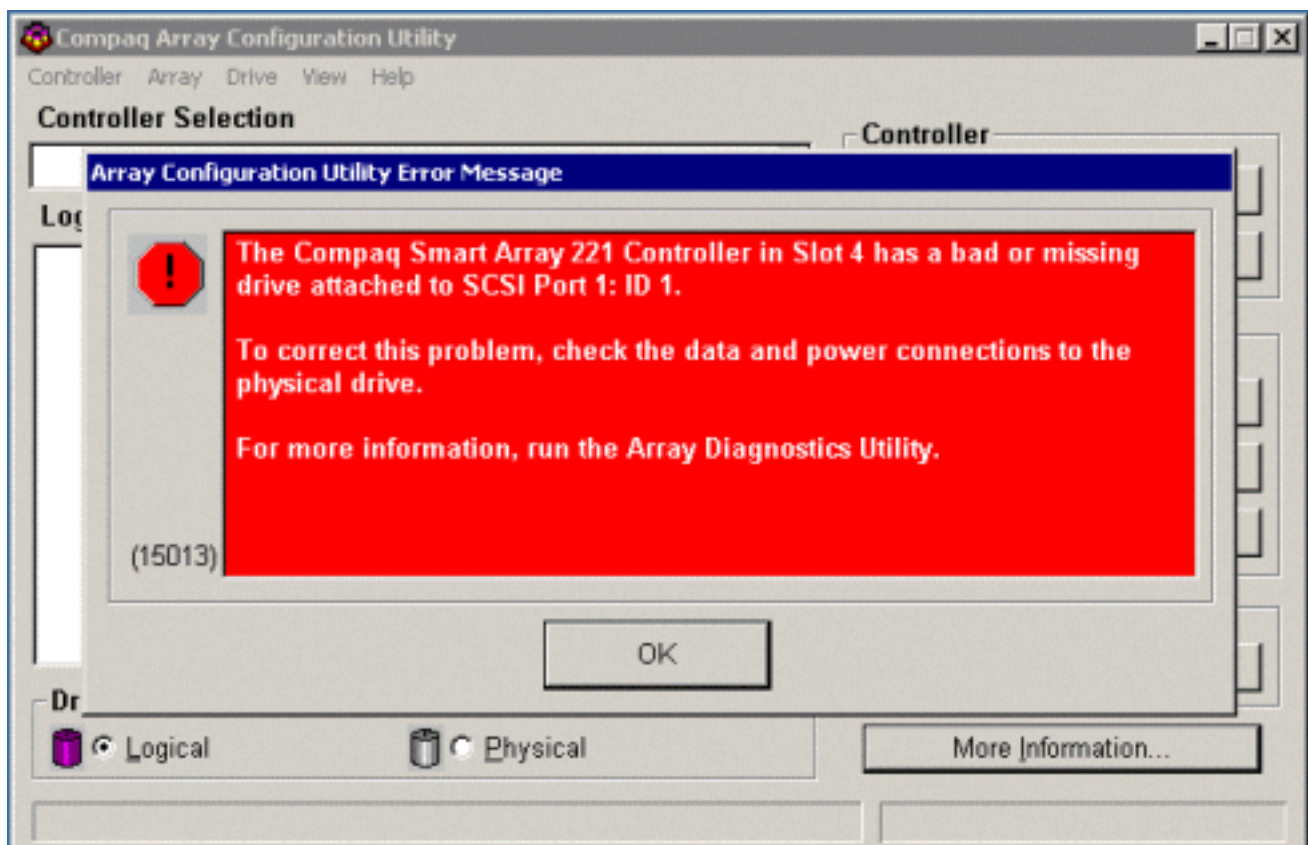 Compaq Array Configuration Utility
Controller Array Drive View Help
Controller Selection
Controller
Array Configuration Utility Error Message
The Compaq Smart Array 221 Controller in Slot 4 has a bad or missing
drive attached to SCSI Port 1: ID 1.
To correct this problem, check the data and power connections to the
physical drive.
For more information, run the Array Diagnostics Utility.
(15013)
OK
Logical
Physical
More Information...